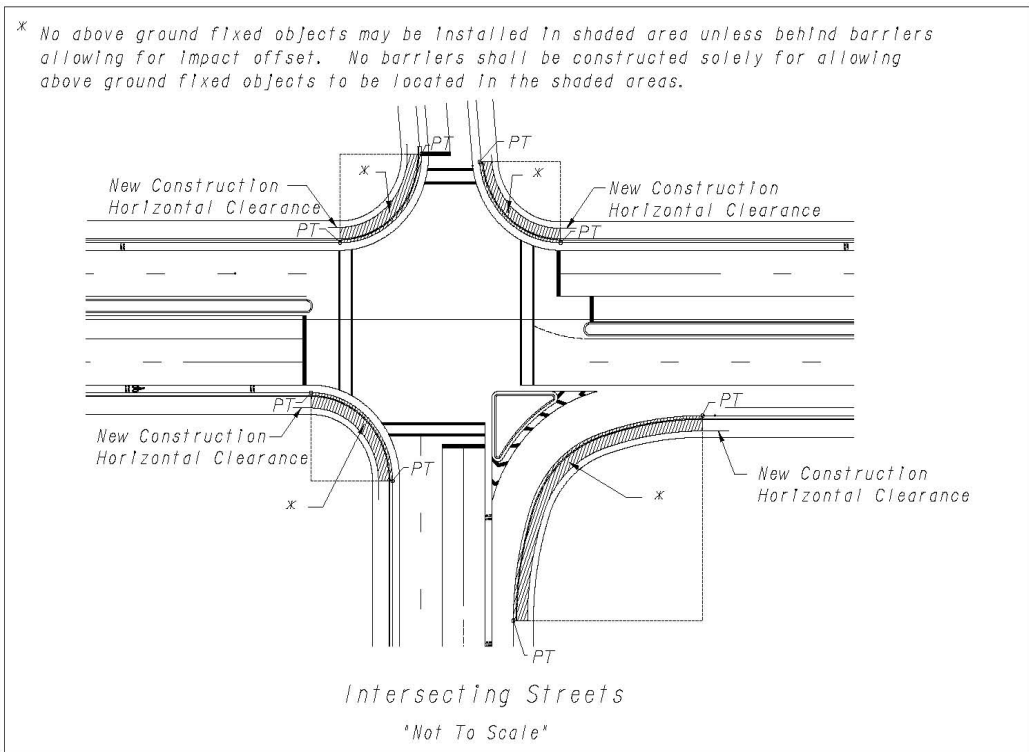 * No above ground fixed objects may be installed in shaded area unless behind barriers
allowing for impact offset. No barriers shall be constructed solely for allowing
above ground fixed objects to be located in the shaded areas.
PT
PT
*
*
New Construction
Horizontal Clearance
New Construction
Horizontal Clearance
PT
PT
PT
PT
New Construction
Horizontal Clearance
PT
New Construction
Horizontal Clearance
*
*
PT
Intersecting Streets
"Not To Scale"